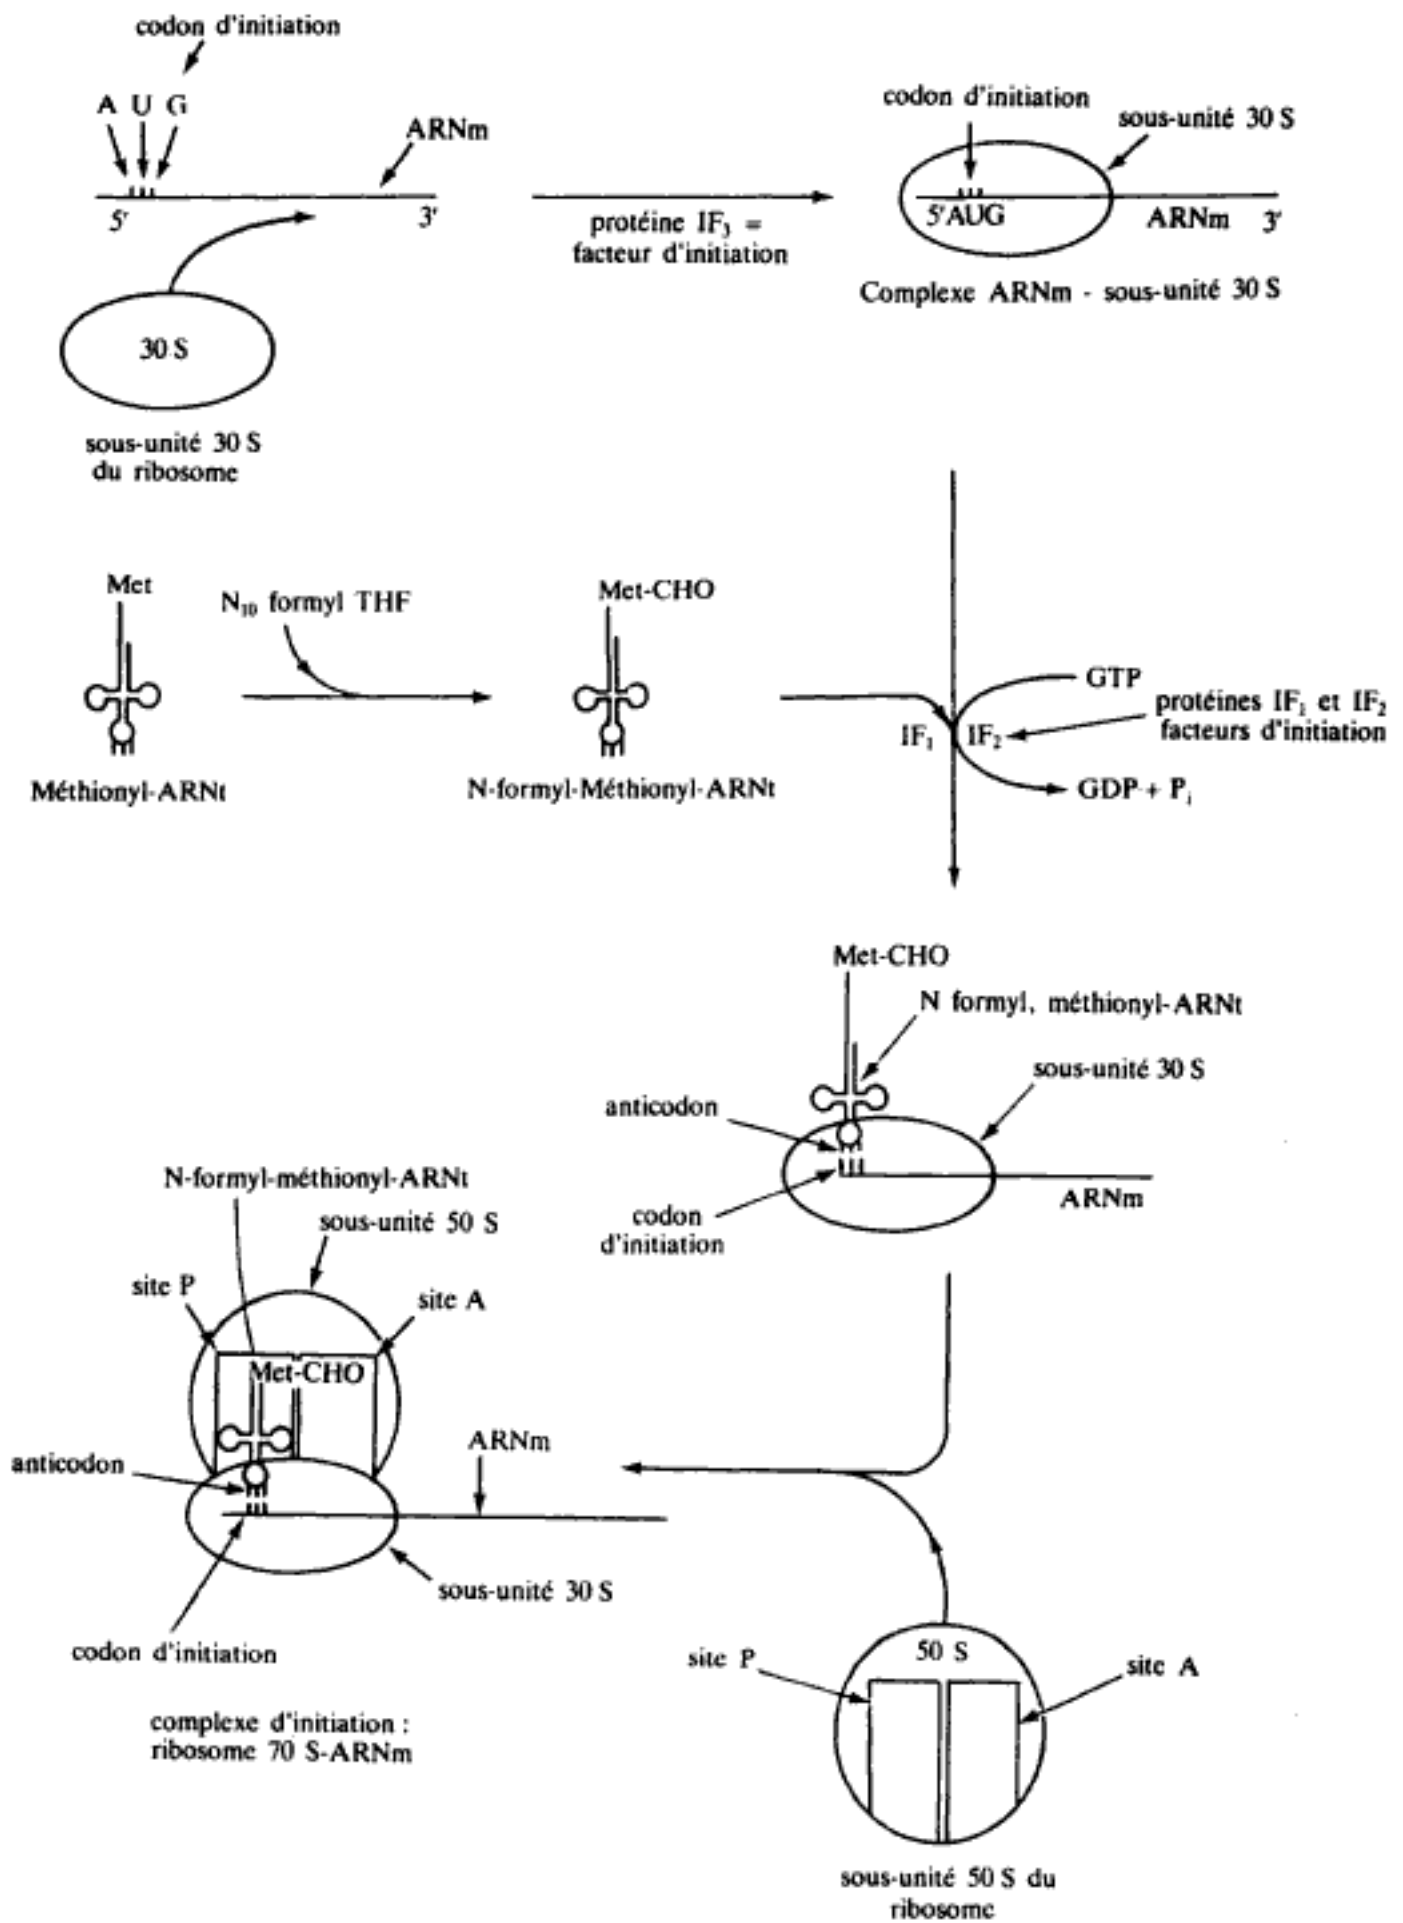 codon d'initiation
A U G
ARNm
5' 3'
30 S
sous-unité 30 S
du ribosome
protéine IF₃ =
facteur d'initiation
codon d'initiation
sous-unité 30 S
5'AUG
ARNm 3'
Complexe ARNm - sous-unité 30 S
Met
N₁₀ formyl THF
Met-CHO
Méthionyl-ARNt
N-formyl-Méthionyl-ARNt
GTP
protéines IF₁ et IF₂
facteurs d'initiation
IF₁ IF₂
GDP + Pᵢ
Met-CHO
N formyl, méthionyl-ARNt
sous-unité 30 S
anticodon
codon
d'initiation
ARNm
N-formyl-méthionyl-ARNt
sous-unité 50 S
site P
site A
Met-CHO
ARNm
anticodon
sous-unité 30 S
codon d'initiation
complexe d'initiation :
ribosome 70 S-ARNm
50 S
site P
site A
sous-unité 50 S du
ribosome